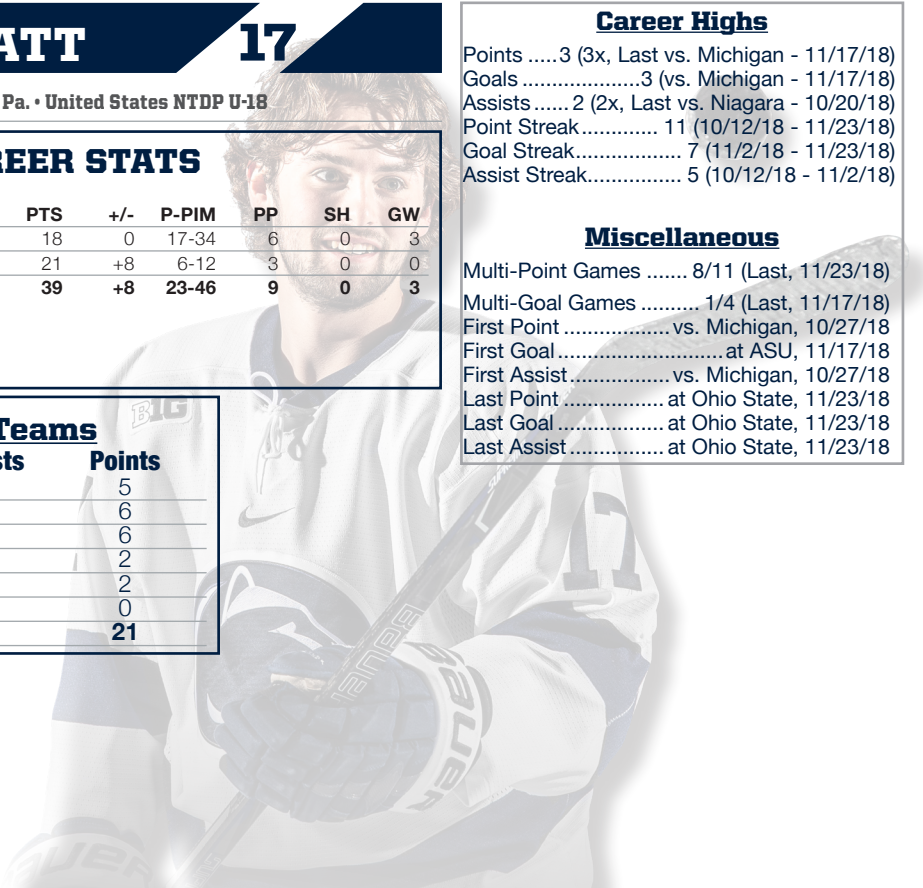 ATT 17
Pa. • United States NTDP U-18
REER STATS
PTS +/- P-PIM PP SH GW
18 0 17-34 6 0 3
21 +8 6-12 3 0 0
39 +8 23-46 9 0 3
Teams
sts Points
5
6
6
2
2
0
21
Career Highs
Points .....3 (3x, Last vs. Michigan - 11/17/18)
Goals ....................3 (vs. Michigan - 11/17/18)
Assists ...... 2 (2x, Last vs. Niagara - 10/20/18)
Point Streak............. 11 (10/12/18 - 11/23/18)
Goal Streak.................. 7 (11/2/18 - 11/23/18)
Assist Streak................ 5 (10/12/18 - 11/2/18)
Miscellaneous
Multi-Point Games ....... 8/11 (Last, 11/23/18)
Multi-Goal Games .......... 1/4 (Last, 11/17/18)
First Point .................. vs. Michigan, 10/27/18
First Goal ............................ at ASU, 11/17/18
First Assist ................. vs. Michigan, 10/27/18
Last Point ................. at Ohio State, 11/23/18
Last Goal .................. at Ohio State, 11/23/18
Last Assist ................ at Ohio State, 11/23/18
B1G
17
BAUER
BAUER
BAUER